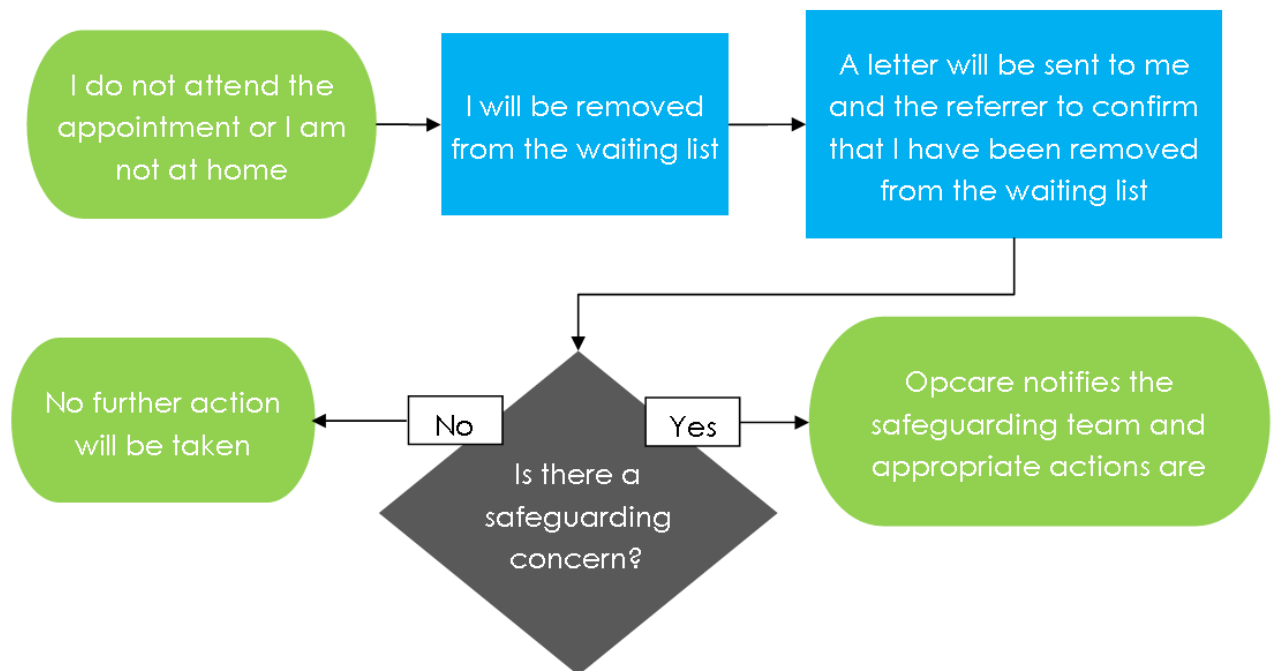 I do not attend the
appointment or I am
not at home
I will be removed
from the waiting list
A letter will be sent to me
and the referrer to confirm
that I have been removed
from the waiting list
No further action
will be taken
No
Is there a
safeguarding
concern?
Yes
Opcare notifies the
safeguarding team and
appropriate actions are